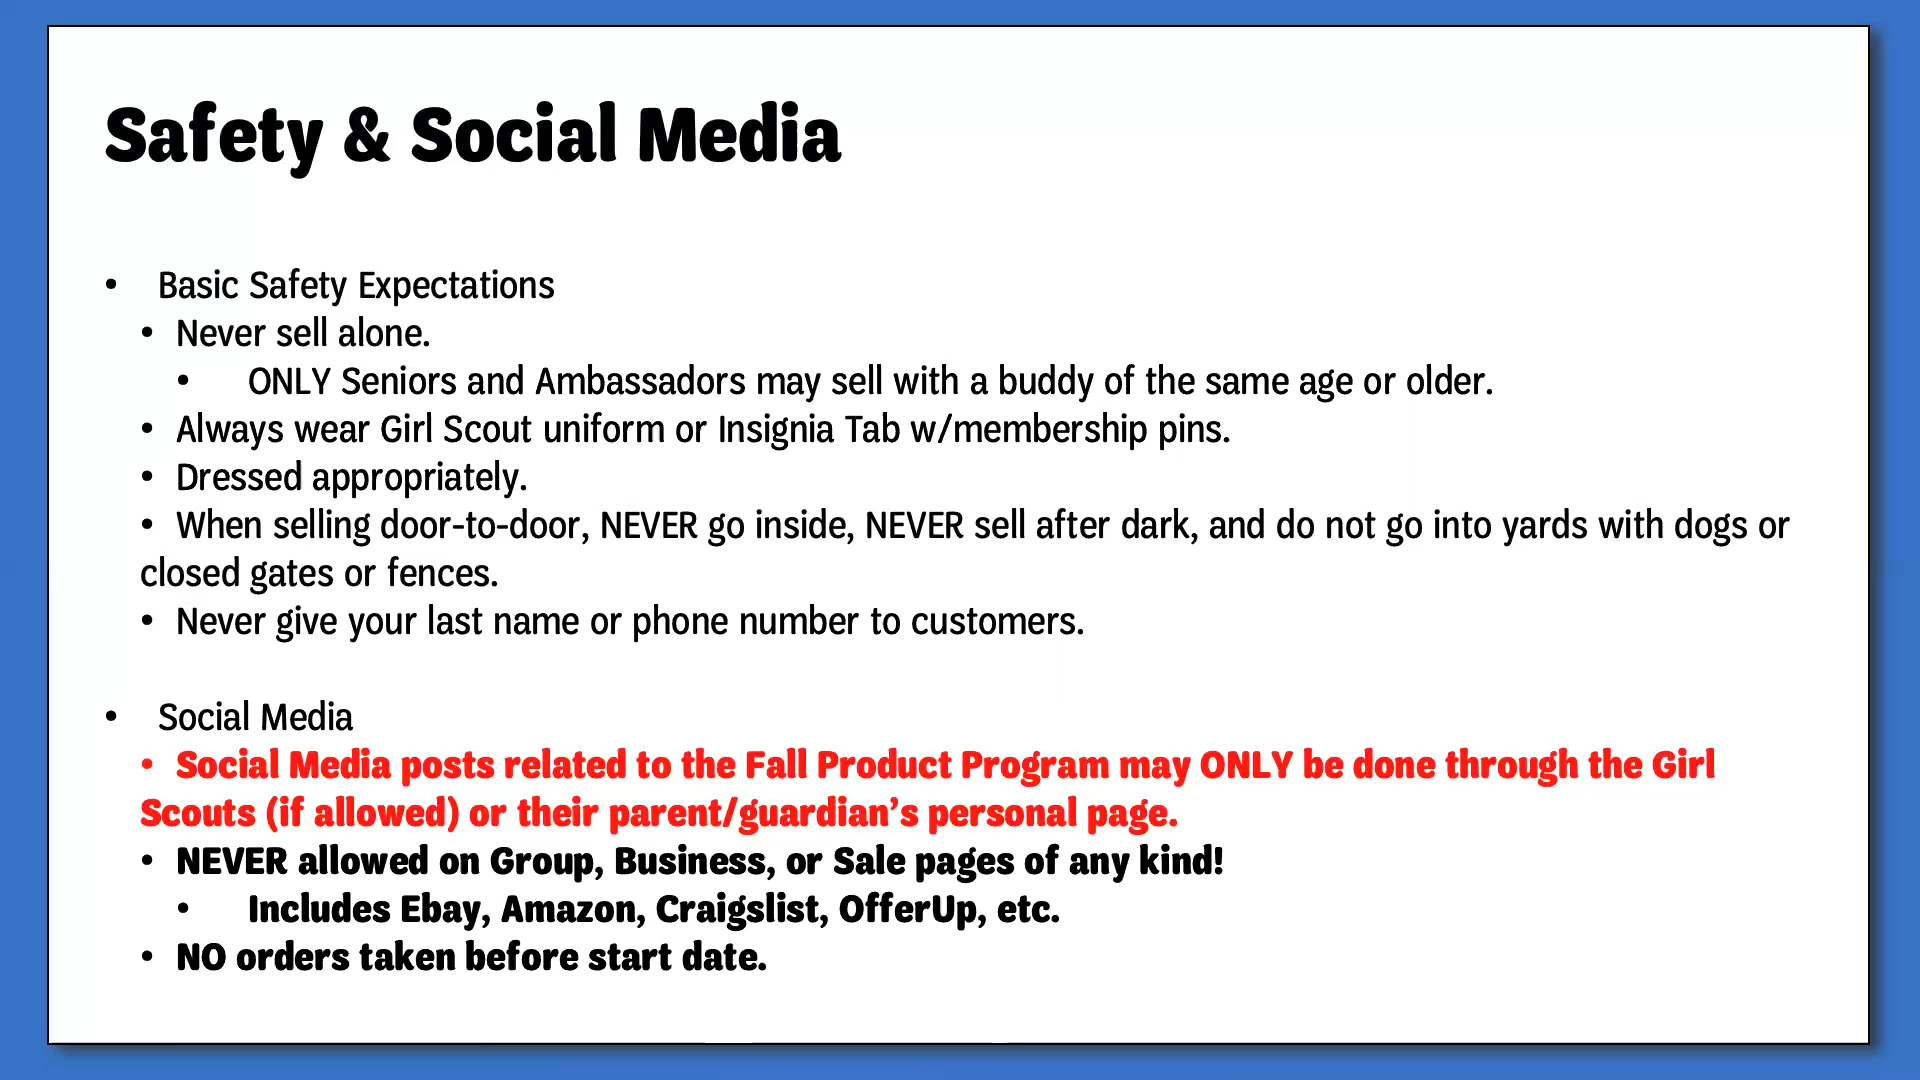 Safety & Social Media
• Basic Safety Expectations
• Never sell alone.
• ONLY Seniors and Ambassadors may sell with a buddy of the same age or older.
• Always wear Girl Scout uniform or Insignia Tab w/membership pins.
• Dressed appropriately.
• When selling door-to-door, NEVER go inside, NEVER sell after dark, and do not go into yards with dogs or
closed gates or fences.
• Never give your last name or phone number to customers.
• Social Media
• Social Media posts related to the Fall Product Program may ONLY be done through the Girl
Scouts (if allowed) or their parent/guardian’s personal page.
• NEVER allowed on Group, Business, or Sale pages of any kind!
• Includes Ebay, Amazon, Craigslist, OfferUp, etc.
• NO orders taken before start date.